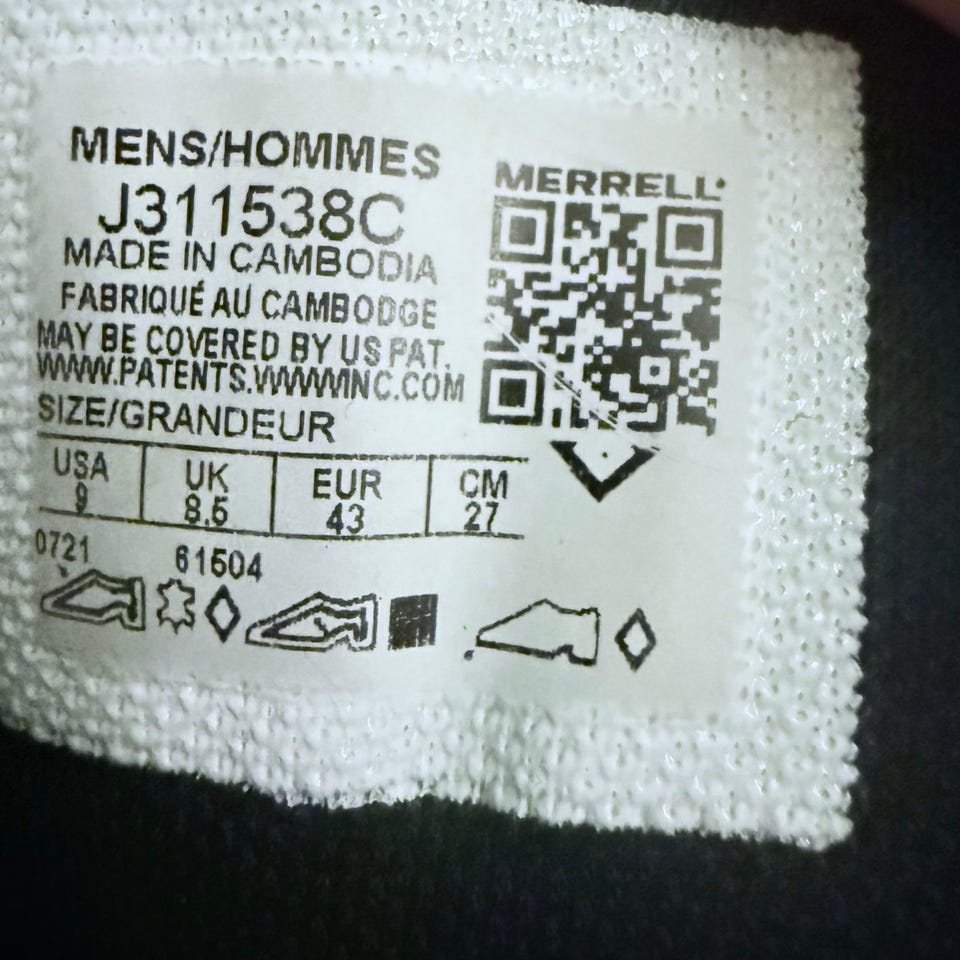 MENS/HOMMES
J311538C
MADE IN CAMBODIA
FABRIQUÉ AU CAMBODGE
MAY BE COVERED BY US PAT.
WWW.PATENTS.WWWINC.COM
SIZE/GRANDEUR
USA UK EUR CM
9 8.5 43 27
0721 61504
MERRELL